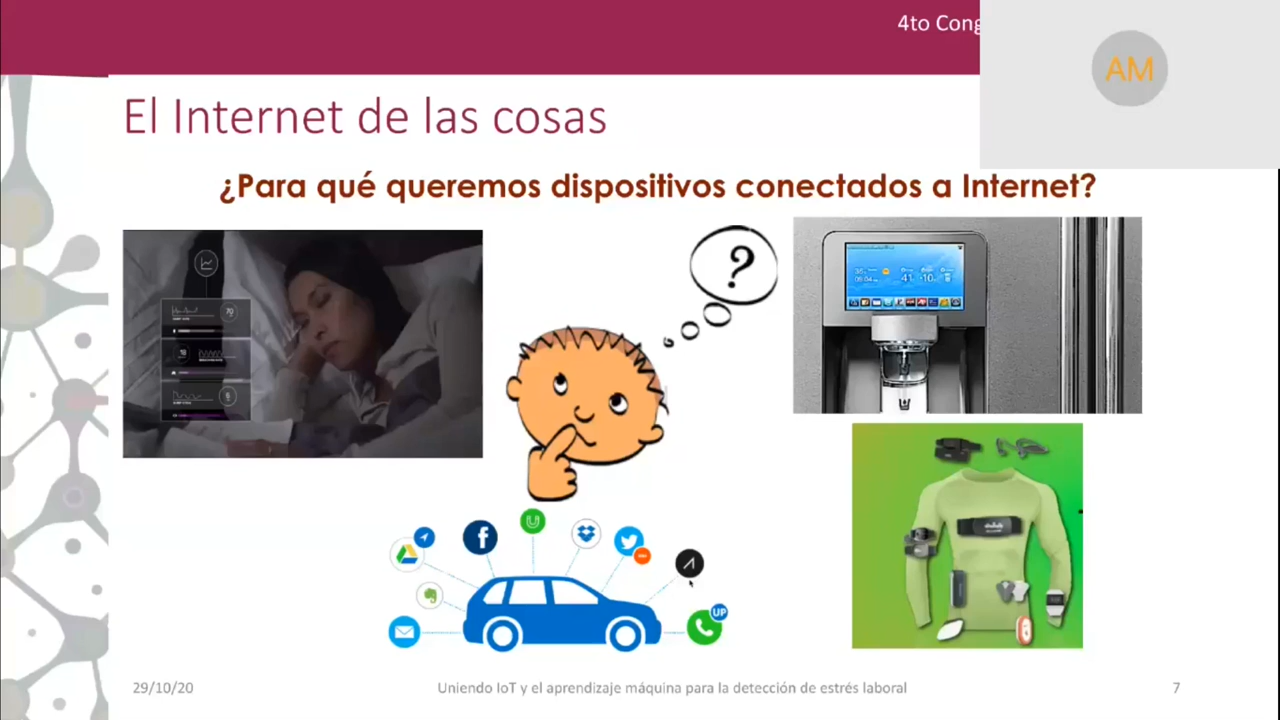 4to Cong
AM
El Internet de las cosas
¿Para qué queremos dispositivos conectados a Internet?
?
UP
29/10/20
Uniendo IoT y el aprendizaje máquina para la detección de estrés laboral
7